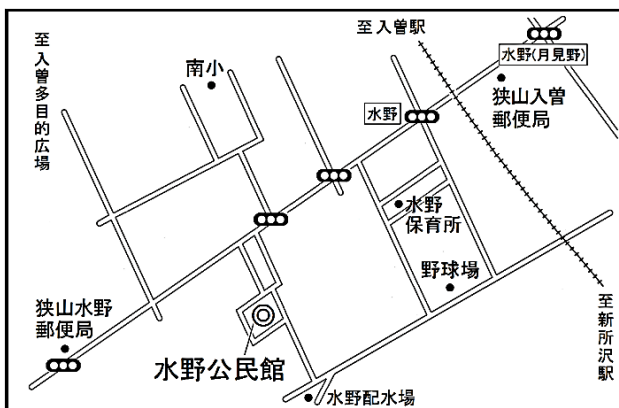 至入曽多目的広場
南小
至入曽駅
水野(月見野)
水野
狭山入曽
郵便局
水野
保育所
野球場
狭山水野
郵便局
水野公民館
水野配水場
至新所沢駅